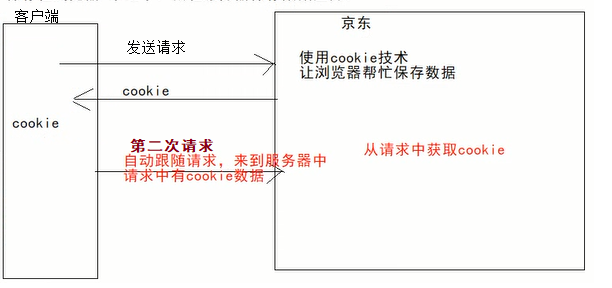 客户端
京东
发送请求
使用cookie技术
让浏览器帮忙保存数据
cookie
cookie
第二次请求
自动跟随请求，来到服务器中
请求中有cookie数据
从请求中获取cookie